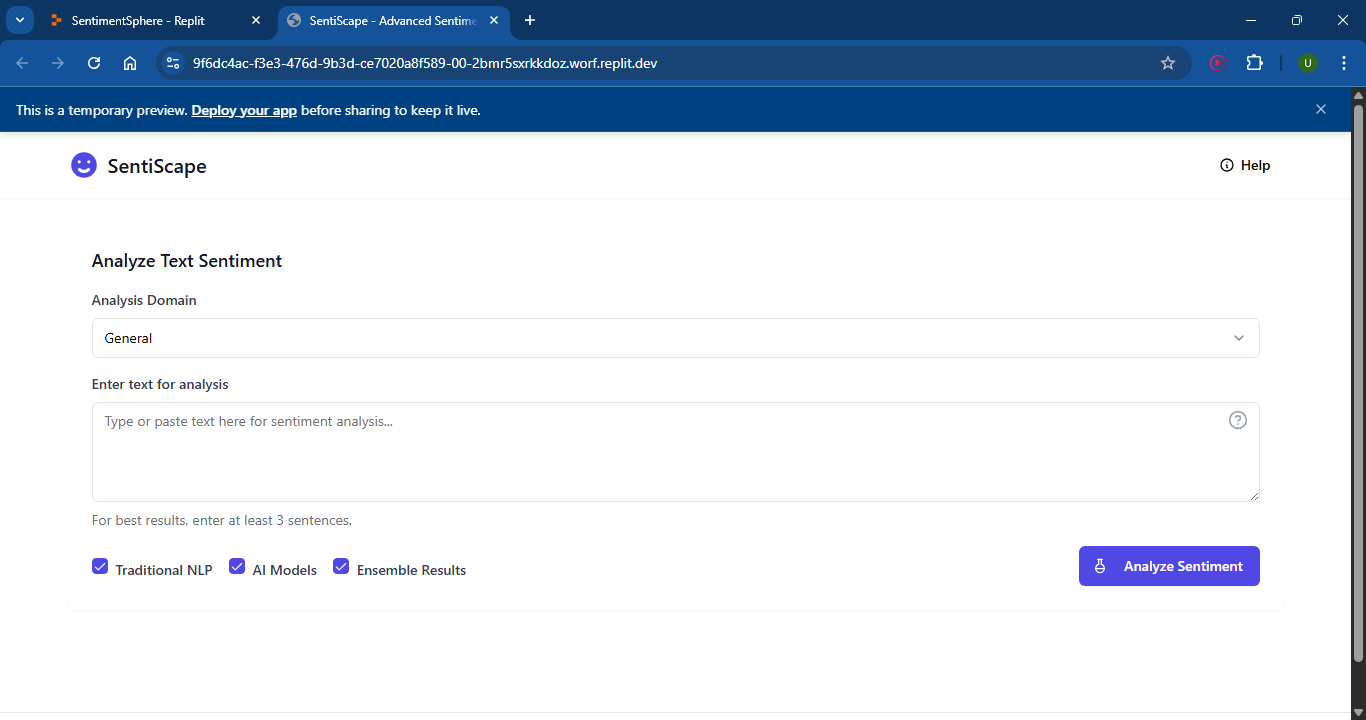 SentimentSphere - Replit
SentiScape - Advanced Sentime
9f6dc4ac-f3e3-476d-9b3d-ce7020a8f589-00-2bmr5sxrkkdoz.worf.replit.dev
U
This is a temporary preview. Deploy your app before sharing to keep it live.
SentiScape
Help
Analyze Text Sentiment
Analysis Domain
General
Enter text for analysis
Type or paste text here for sentiment analysis...
For best results, enter at least 3 sentences.
Traditional NLP AI Models Ensemble Results
Analyze Sentiment